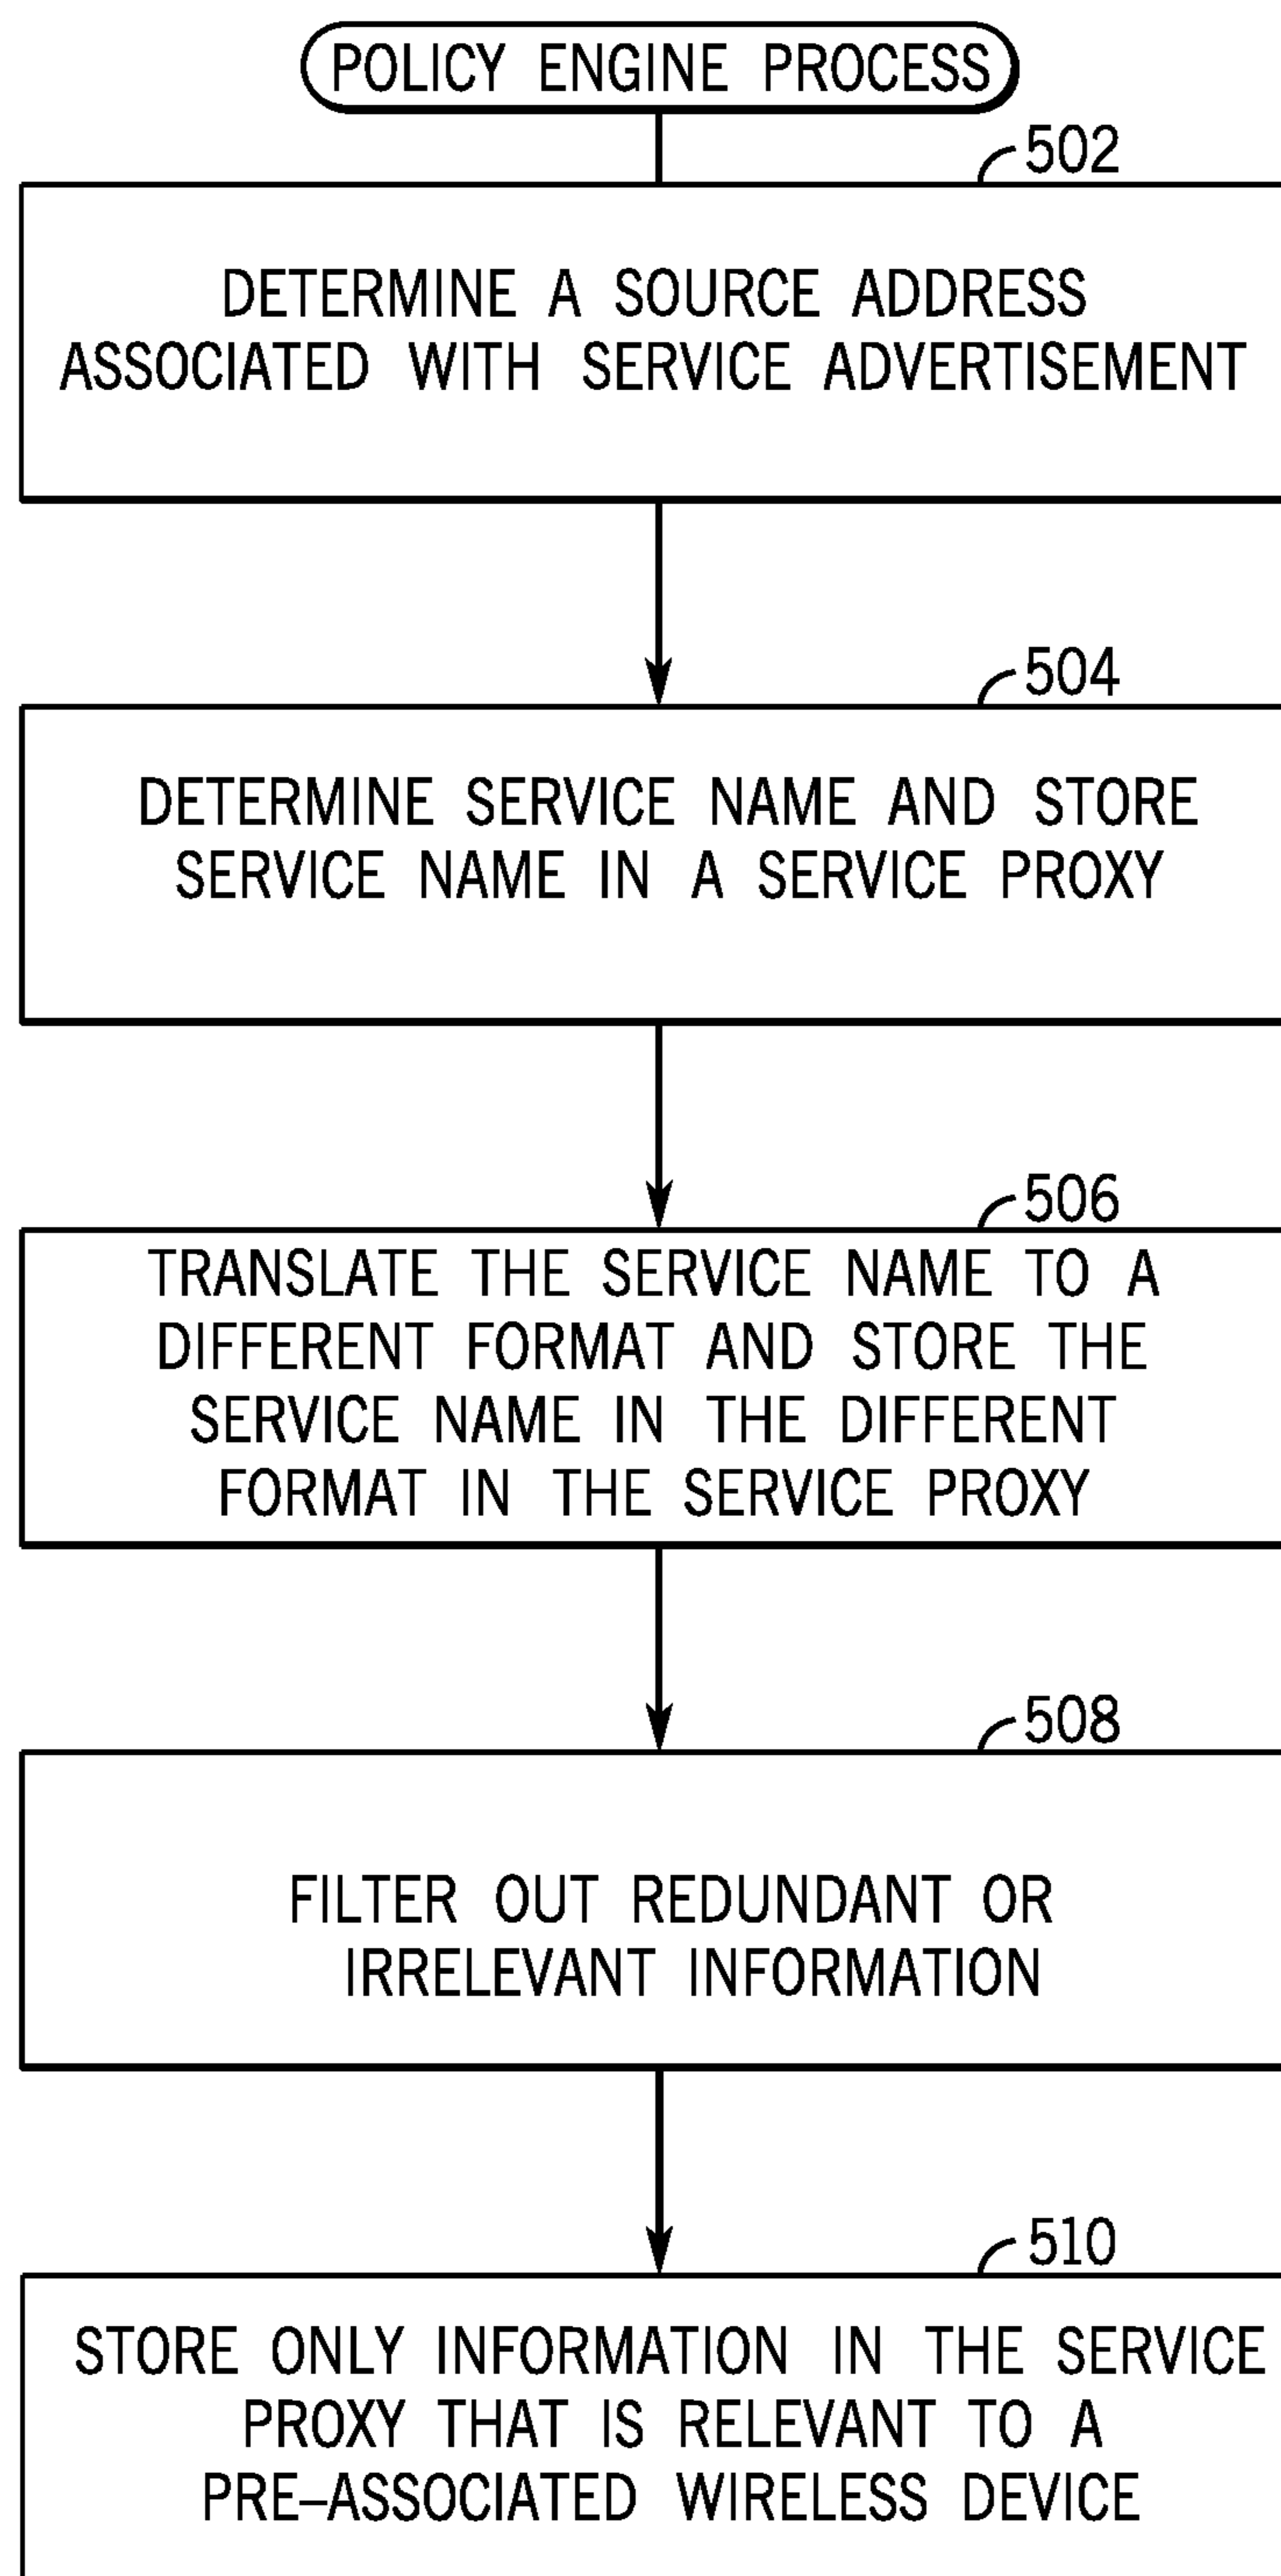 POLICY ENGINE PROCESS
502
DETERMINE A SOURCE ADDRESS
ASSOCIATED WITH SERVICE ADVERTISEMENT
504
DETERMINE SERVICE NAME AND STORE
SERVICE NAME IN A SERVICE PROXY
506
TRANSLATE THE SERVICE NAME TO A
DIFFERENT FORMAT AND STORE THE
SERVICE NAME IN THE DIFFERENT
FORMAT IN THE SERVICE PROXY
508
FILTER OUT REDUNDANT OR
IRRELEVANT INFORMATION
510
STORE ONLY INFORMATION IN THE SERVICE
PROXY THAT IS RELEVANT TO A
PRE–ASSOCIATED WIRELESS DEVICE